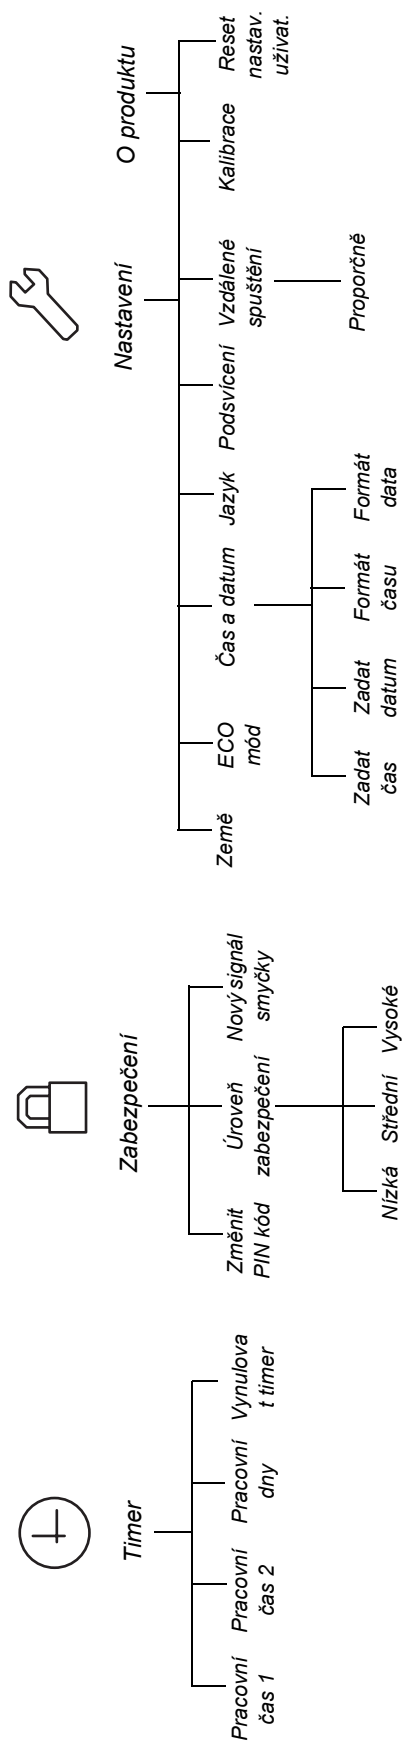 Timer
Pracovní
čas 1
Pracovní
čas 2
Pracovní
dny
Vynulova
t timer
Zabezpečení
Změnit
PIN kód
Úroveň
zabezpečení
Nový signál
smyčky
Nízká
Střední
Vysoké
Nastavení
O produktu
Země
ECO
mód
Čas a datum
Jazyk
Podsvícení
Vzdálené
spuštění
Kalibrace
Reset
nastav.
uživat.
Zadat
čas
Zadat
datum
Formát
času
Formát
data
Proporčně